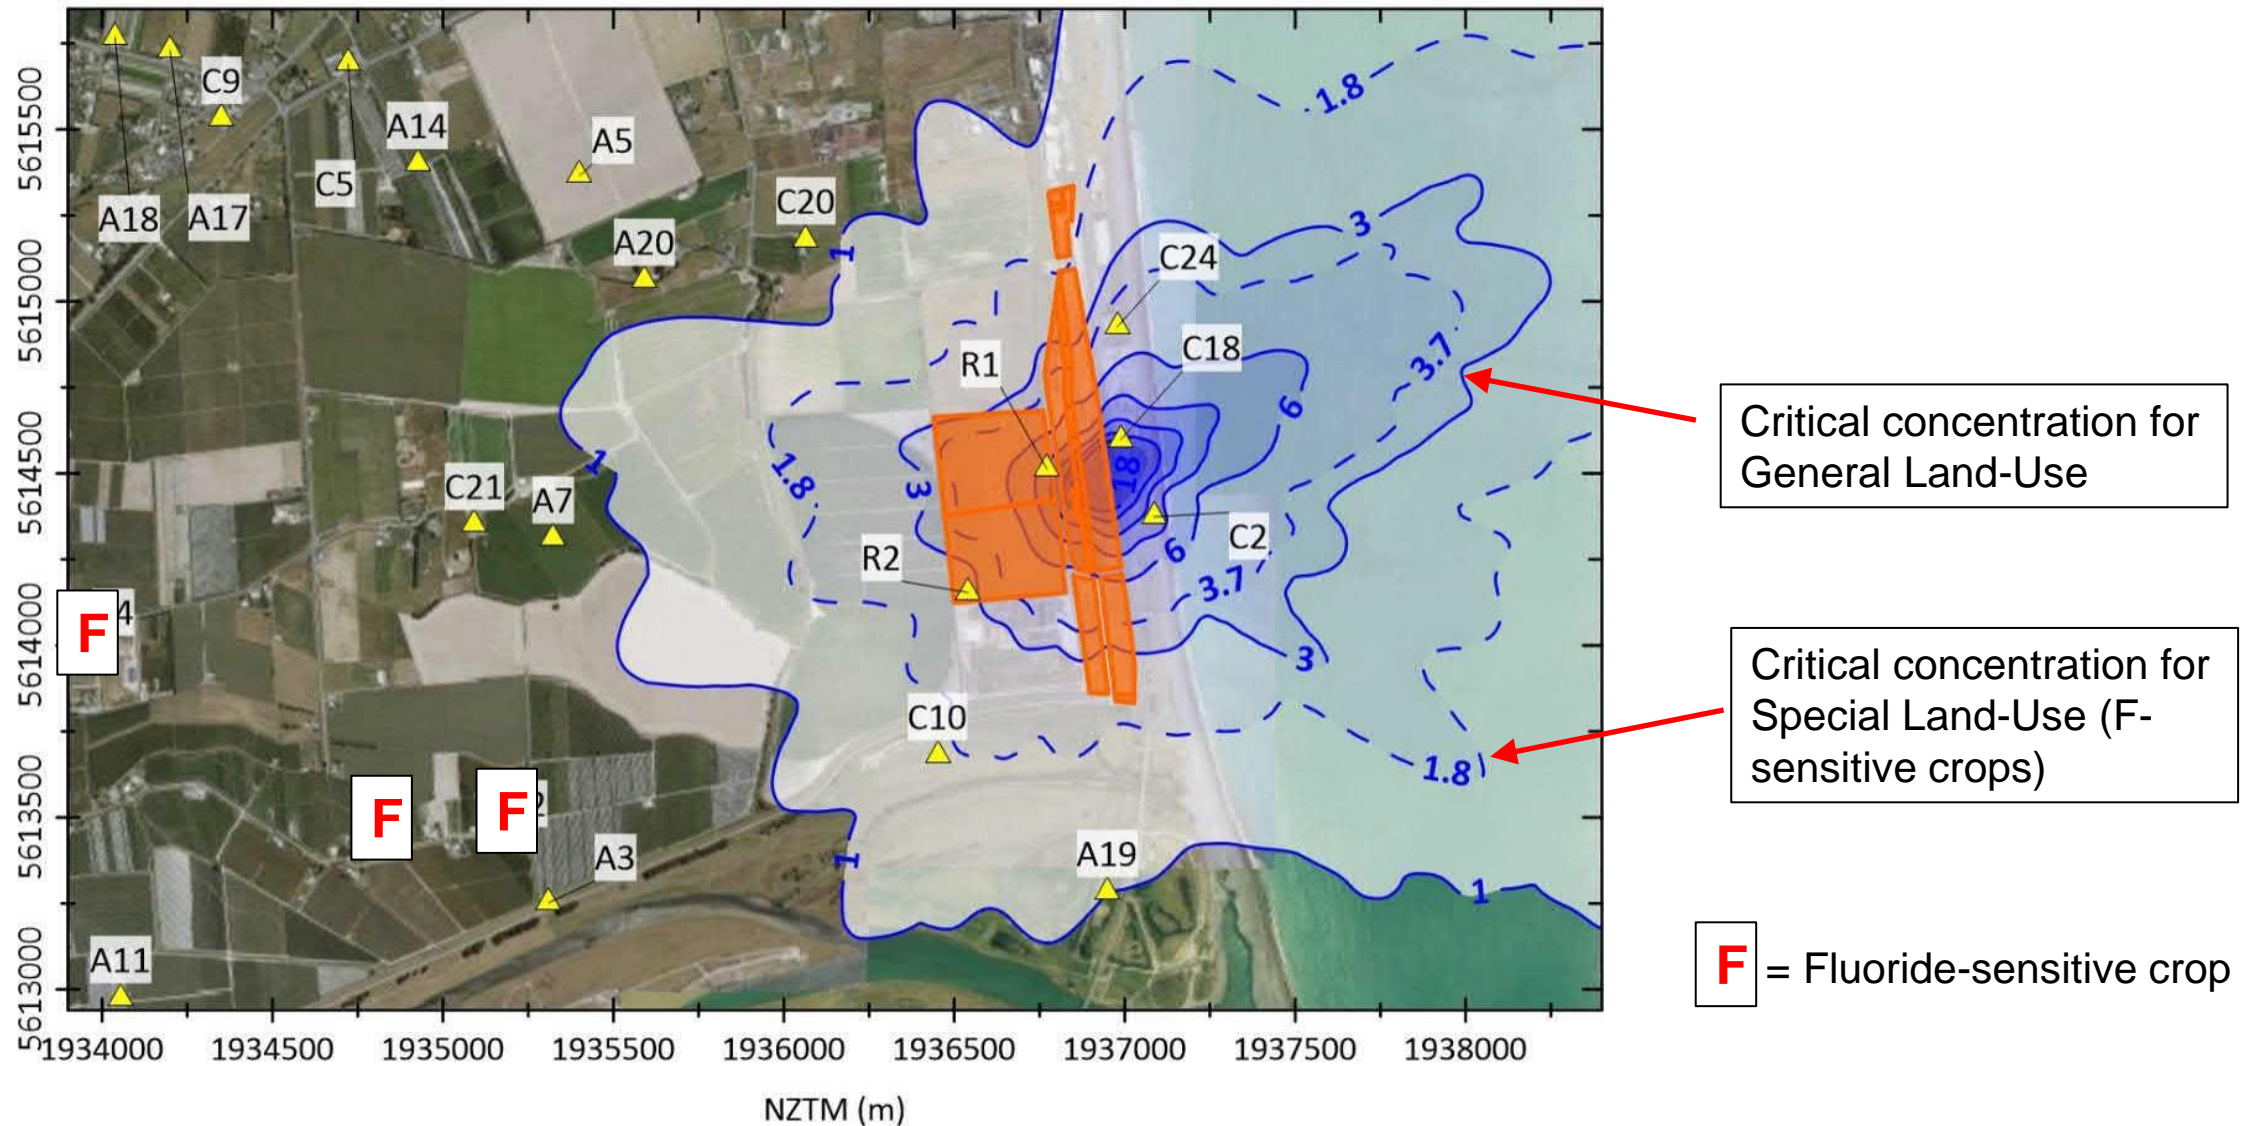 C9
A14
A5
C5
A18
A17
C20
A20
1
1.8
3
C24
3.7
C18
R1
6
1
1.8
3
18
C21
A7
C2
R2
6
3.7
F
4
3
C10
1.8
F
F
2
A3
1
A19
1
A11
5615500
5615000
5614500
5614000
5613500
5613000
1934000
1934500
1935000
1935500
1936000
1936500
1937000
1937500
1938000
NZTM (m)
Critical concentration for
General Land-Use
Critical concentration for
Special Land-Use (F-
sensitive crops)
F = Fluoride-sensitive crop